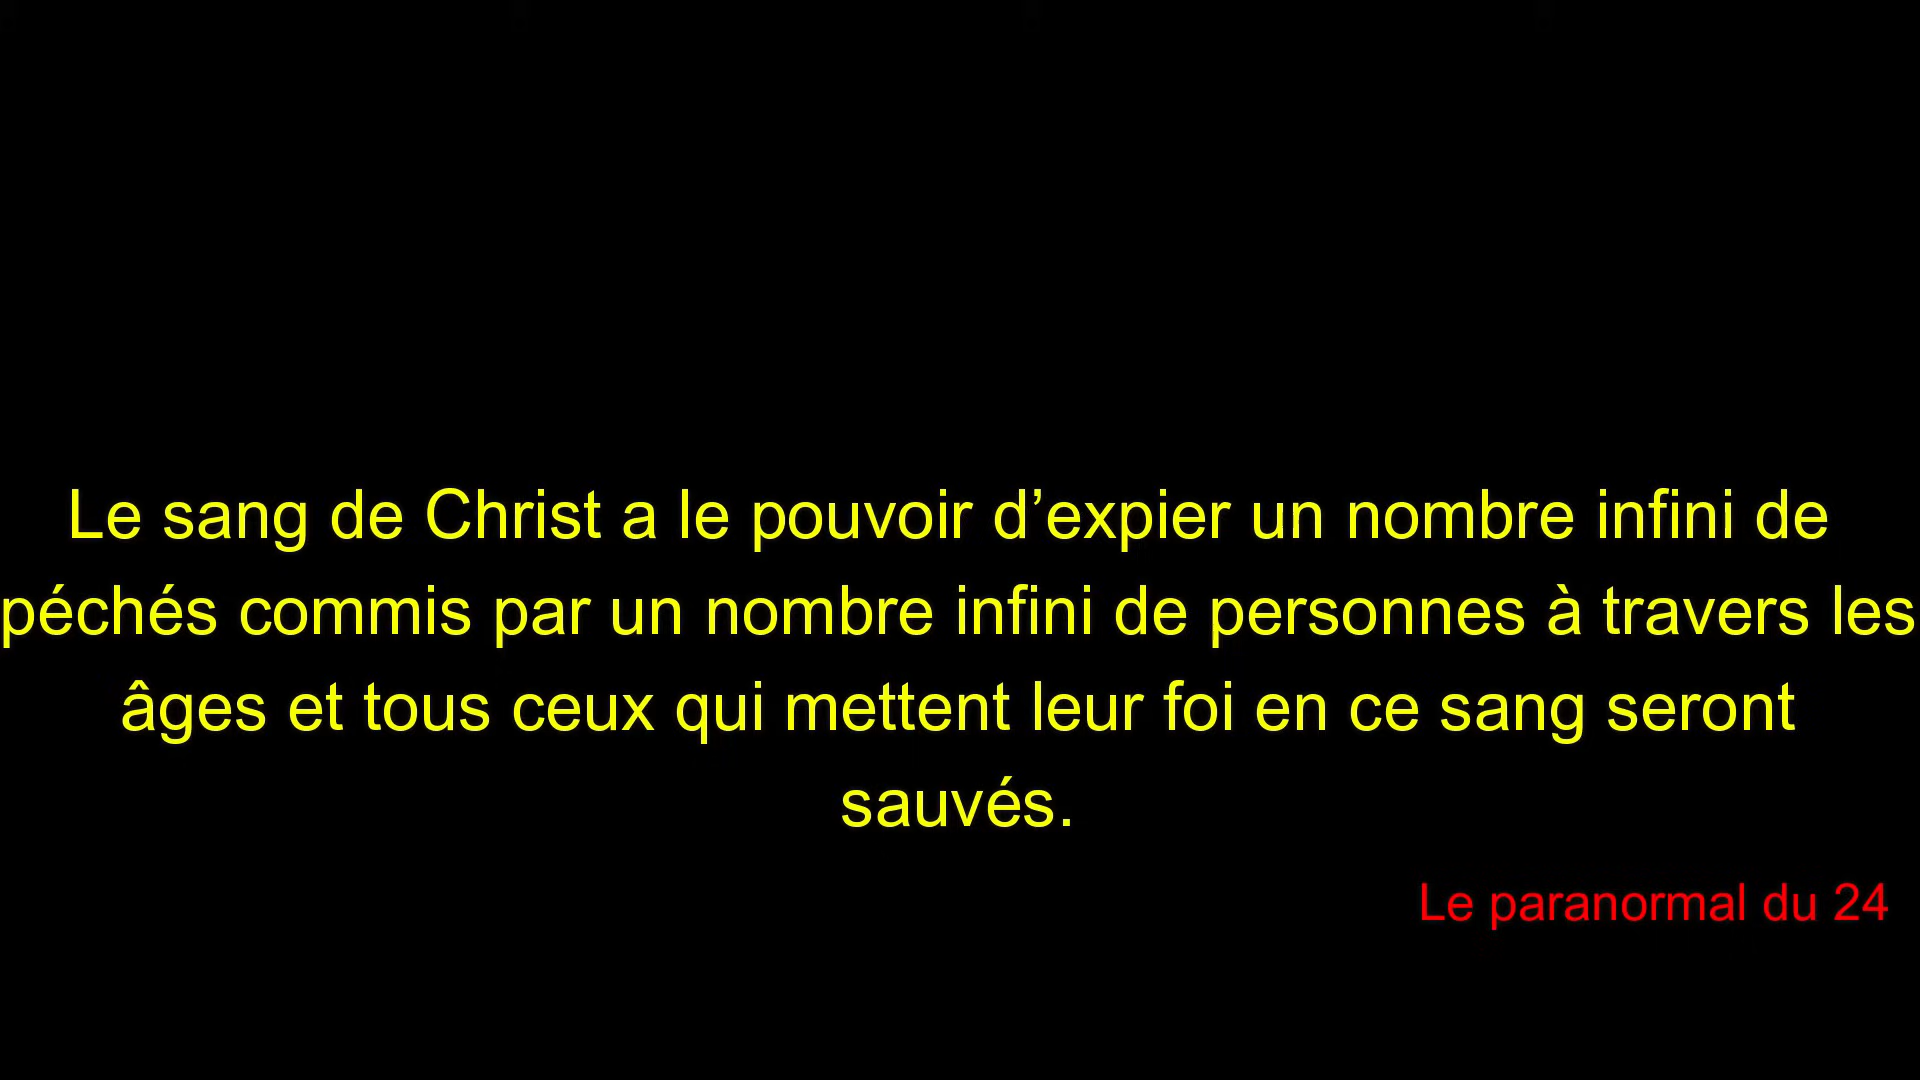 Le sang de Christ a le pouvoir d’expier un nombre infini de
péchés commis par un nombre infini de personnes à travers les
âges et tous ceux qui mettent leur foi en ce sang seront
sauvés.
Le paranormal du 24